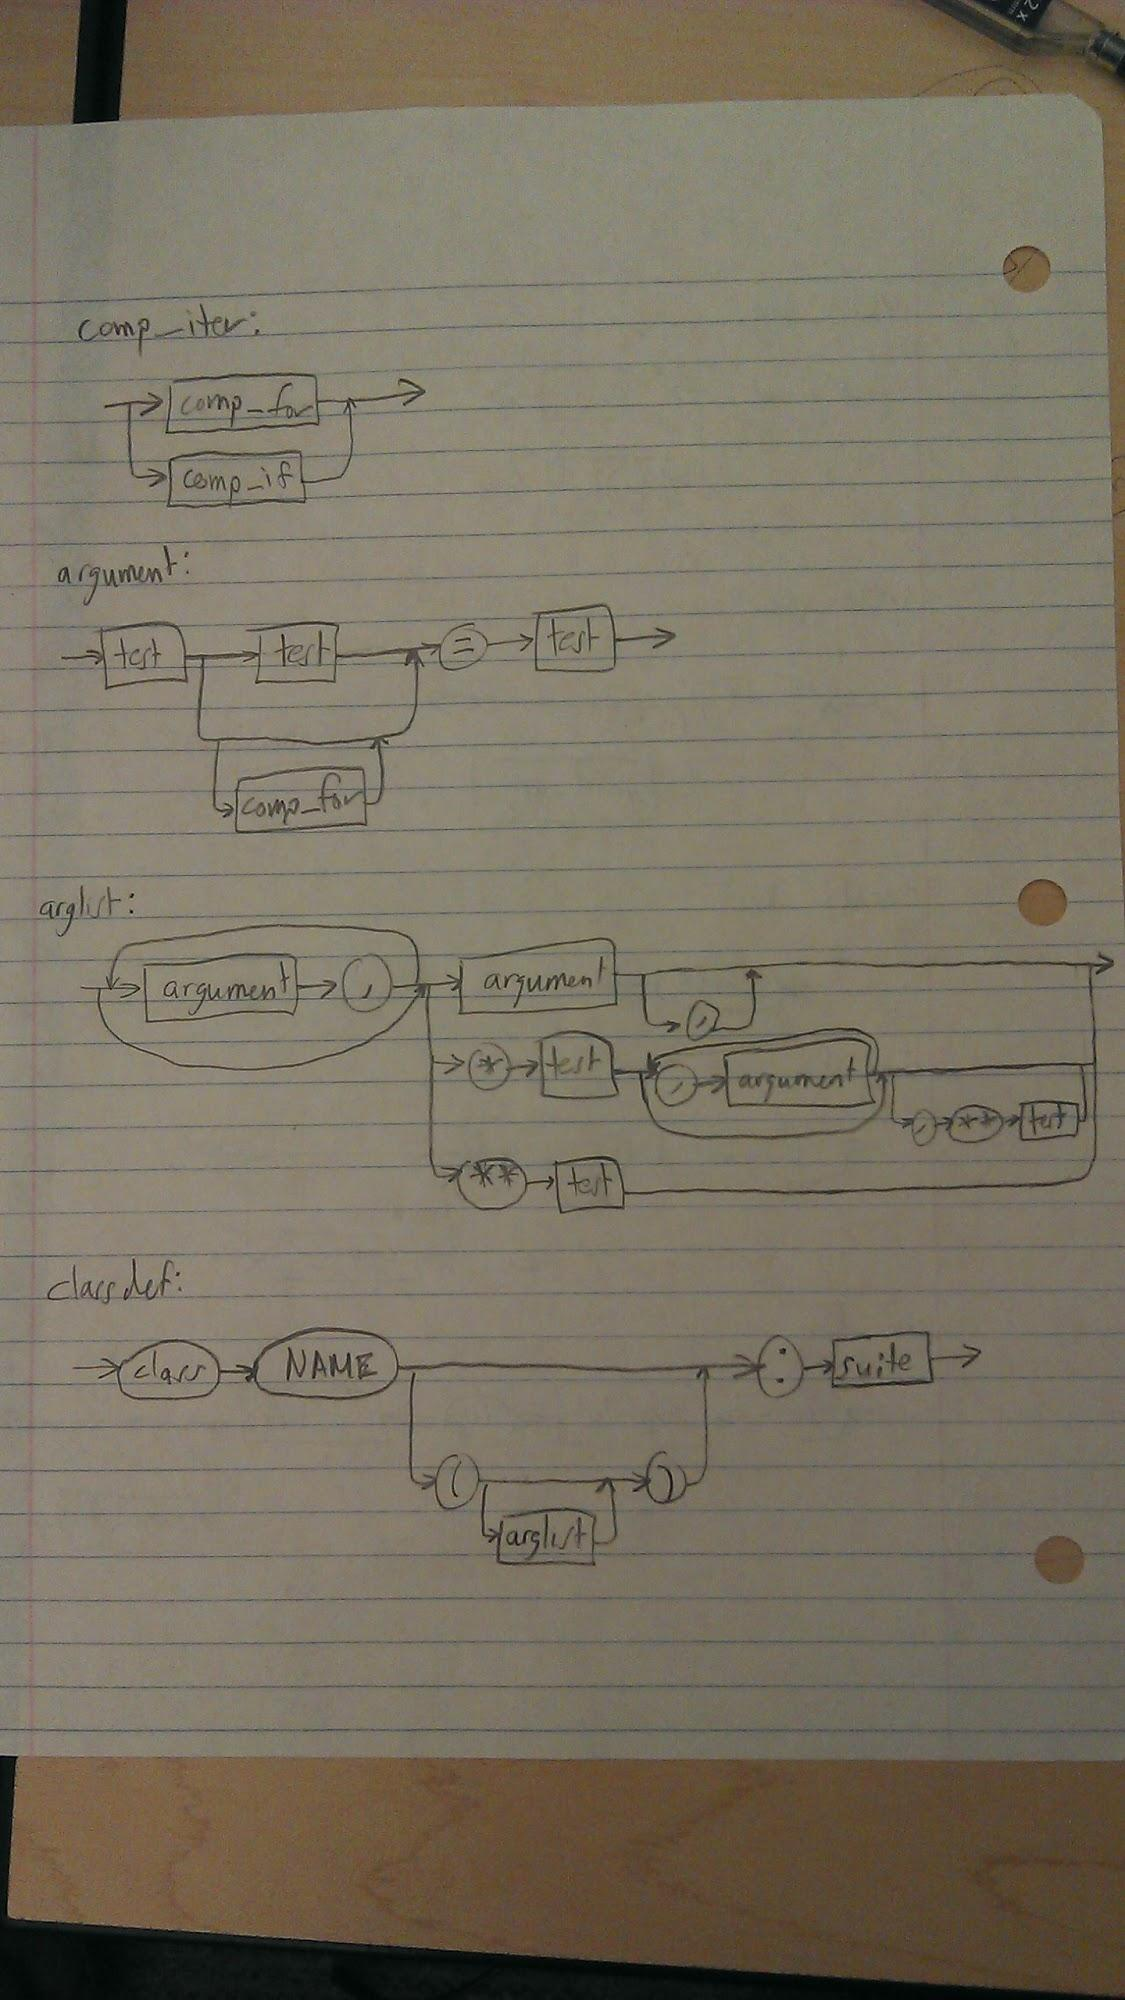 comp_iter:
comp_for
comp_if
argument:
test test = test
comp_for
arglist:
argument , argument
,
* test , argument
, ** test
** test
classdef:
class NAME : suite
( )
arglist